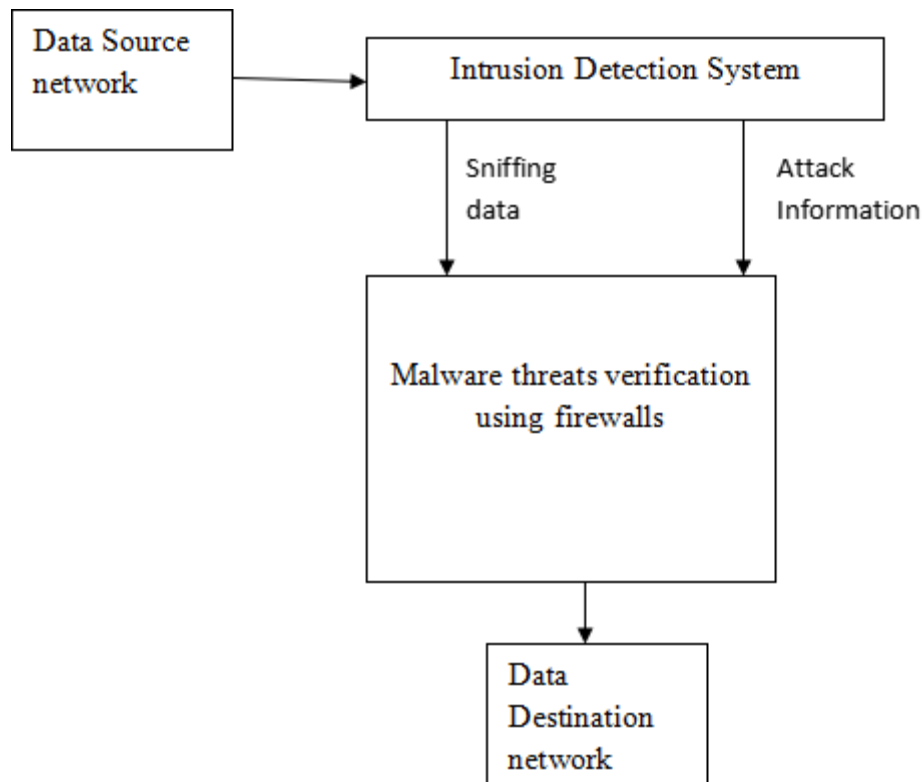 Data Source
network
Intrusion Detection System
Sniffing
data
Attack
Information
Malware threats verification
using firewalls
Data
Destination
network